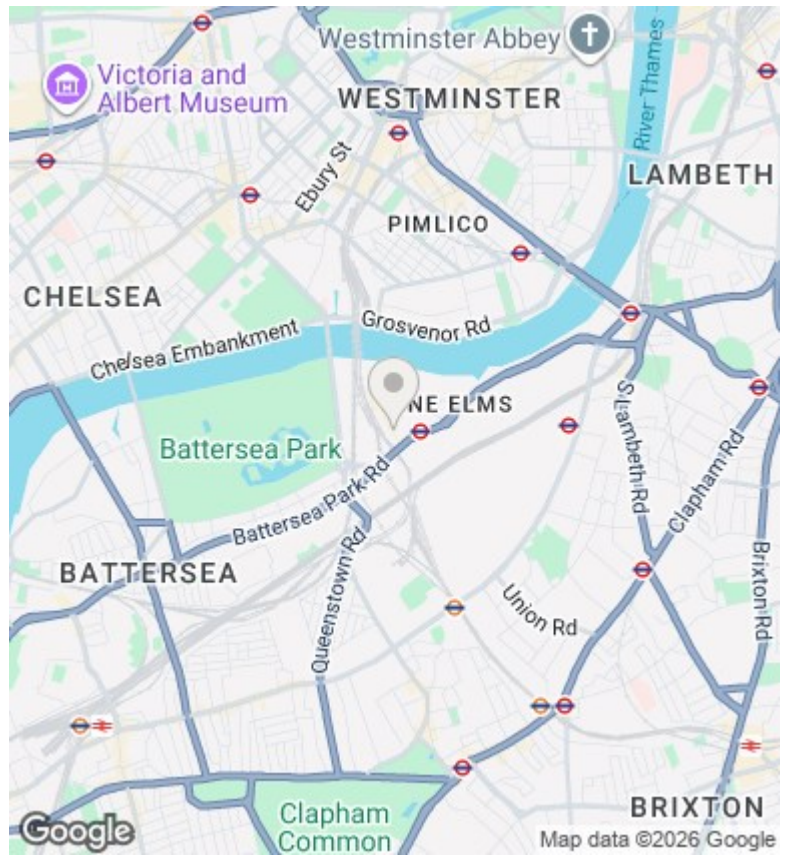 Westminster Abbey
Victoria and
Albert Museum
WESTMINSTER
River Thames
Ebury St
LAMBETH
PIMLICO
CHELSEA
Grosvenor Rd
Chelsea Embankment
NE ELMS
S Lambeth Rd
Clapham Rd
Battersea Park
Battersea Park Rd
BATTERSEA
Queenstown Rd
Brixton Rd
Union Rd
Clapham
Common
BRIXTON
Google
Map data ©2026 Google